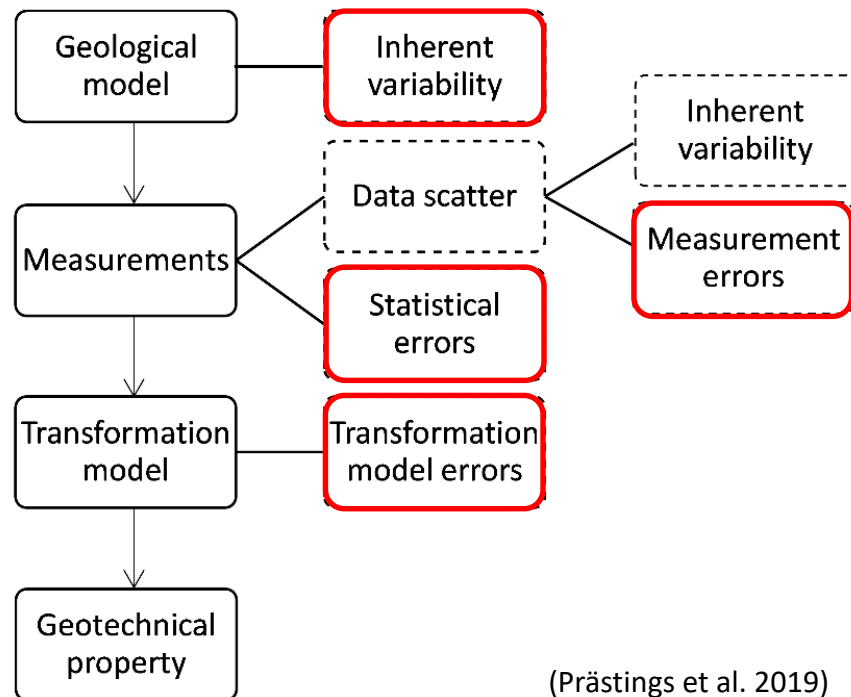 Geological
model
Inherent
variability
Inherent
variability
Data scatter
Measurements
Measurement
errors
Statistical
errors
Transformation
model
Transformation
model errors
Geotechnical
property
(Prästings et al. 2019)